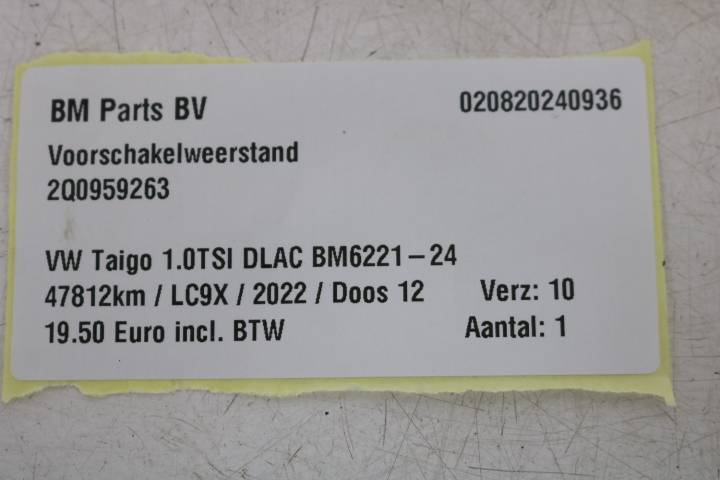 BM Parts BV 020820240936
Voorschakelweerstand
2Q0959263
VW Taigo 1.0TSI DLAC BM6221-24
47812km / LC9X / 2022 / Doos 12 Verz: 10
19.50 Euro incl. BTW Aantal: 1